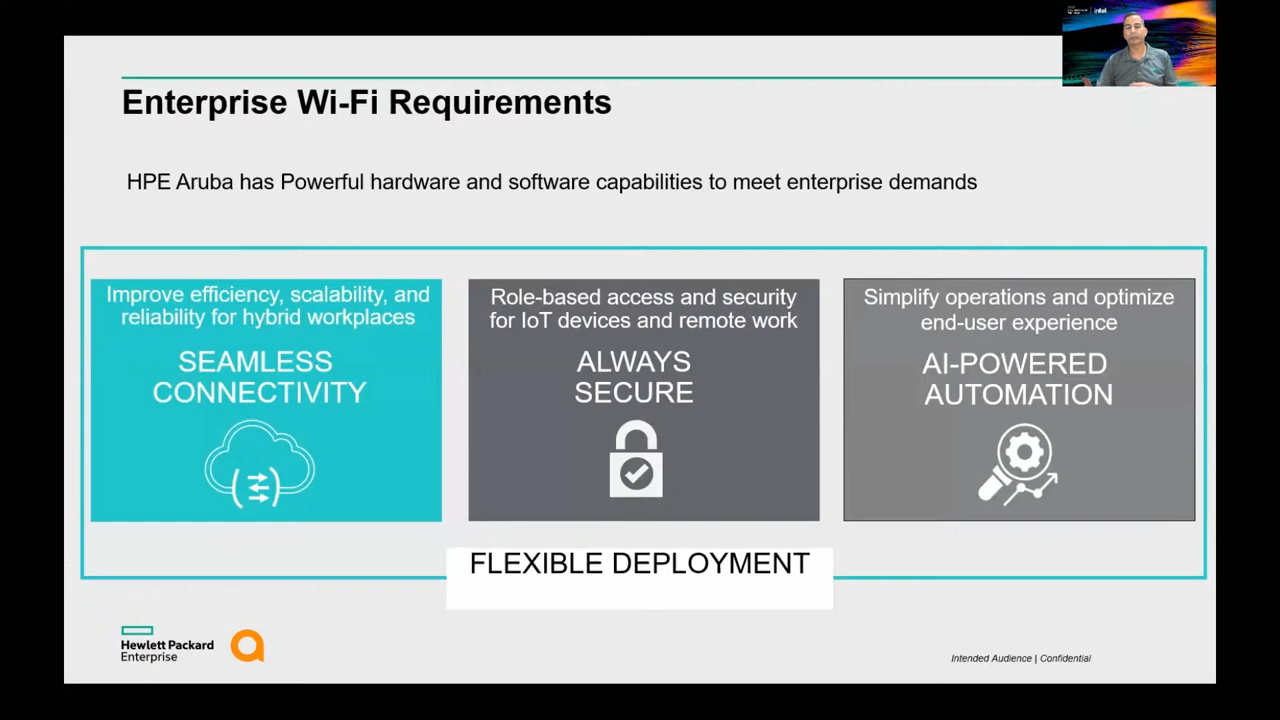 intel
Enterprise Wi-Fi Requirements
HPE Aruba has Powerful hardware and software capabilities to meet enterprise demands
Improve efficiency, scalability, and
reliability for hybrid workplaces
SEAMLESS
CONNECTIVITY
Role-based access and security
for IoT devices and remote work
ALWAYS
SECURE
Simplify operations and optimize
end-user experience
AI-POWERED
AUTOMATION
FLEXIBLE DEPLOYMENT
Hewlett Packard
Enterprise
Intended Audience | Confidential